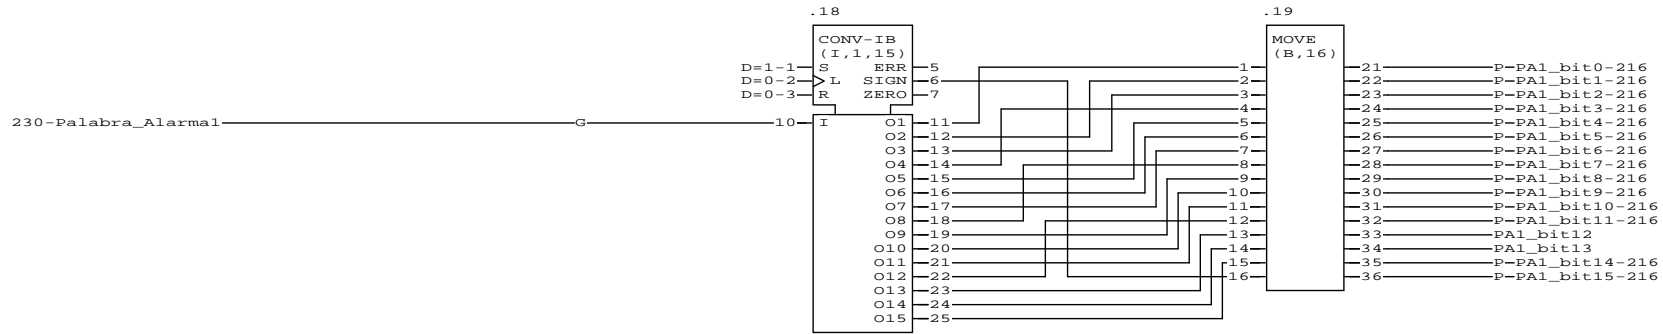 .18 .19
CONV-IB MOVE
(I,1,15) (B,16)
D=1-1 S ERR 5 1 21 P-PA1_bit0-216
D=0-2 L SIGN 6 2 22 P-PA1_bit1-216
D=0-3 R ZERO 7 3 23 P-PA1_bit2-216
4 24 P-PA1_bit3-216
230-Palabra_Alarma1 G 10 I O1 11 5 25 P-PA1_bit4-216
O2 12 6 26 P-PA1_bit5-216
O3 13 7 27 P-PA1_bit6-216
O4 14 8 28 P-PA1_bit7-216
O5 15 9 29 P-PA1_bit8-216
O6 16 10 30 P-PA1_bit9-216
O7 17 11 31 P-PA1_bit10-216
O8 18 12 32 P-PA1_bit11-216
O9 19 13 33 PA1_bit12
O10 20 14 34 PA1_bit13
O11 21 15 35 P-PA1_bit14-216
O12 22 16 36 P-PA1_bit15-216
O13 23
O14 24
O15 25